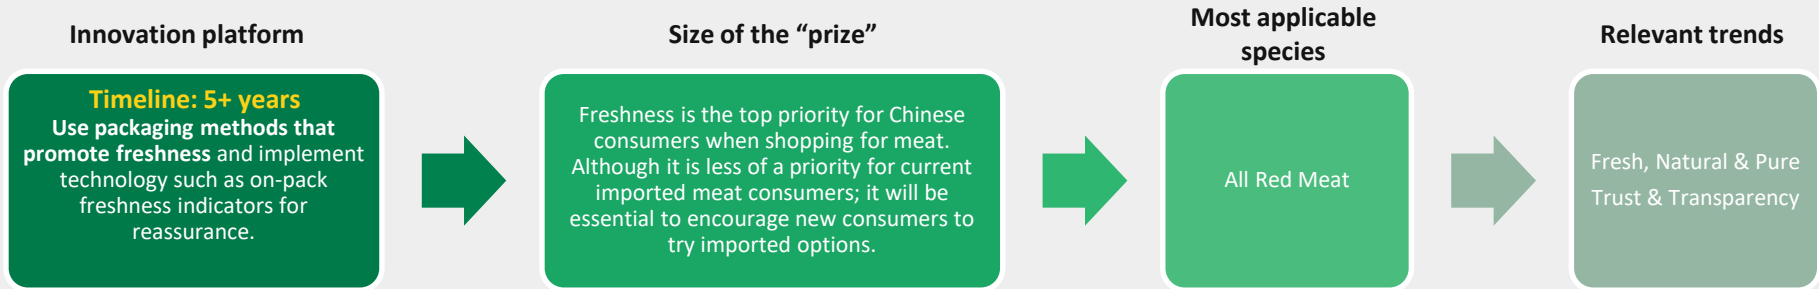 Innovation platform
Timeline: 5+ years
Use packaging methods that
promote freshness and implement
technology such as on-pack
freshness indicators for
reassurance.
Size of the “prize”
Freshness is the top priority for Chinese
consumers when shopping for meat.
Although it is less of a priority for current
imported meat consumers; it will be
essential to encourage new consumers to
try imported options.
Most applicable
species
All Red Meat
Relevant trends
Fresh, Natural & Pure
Trust & Transparency